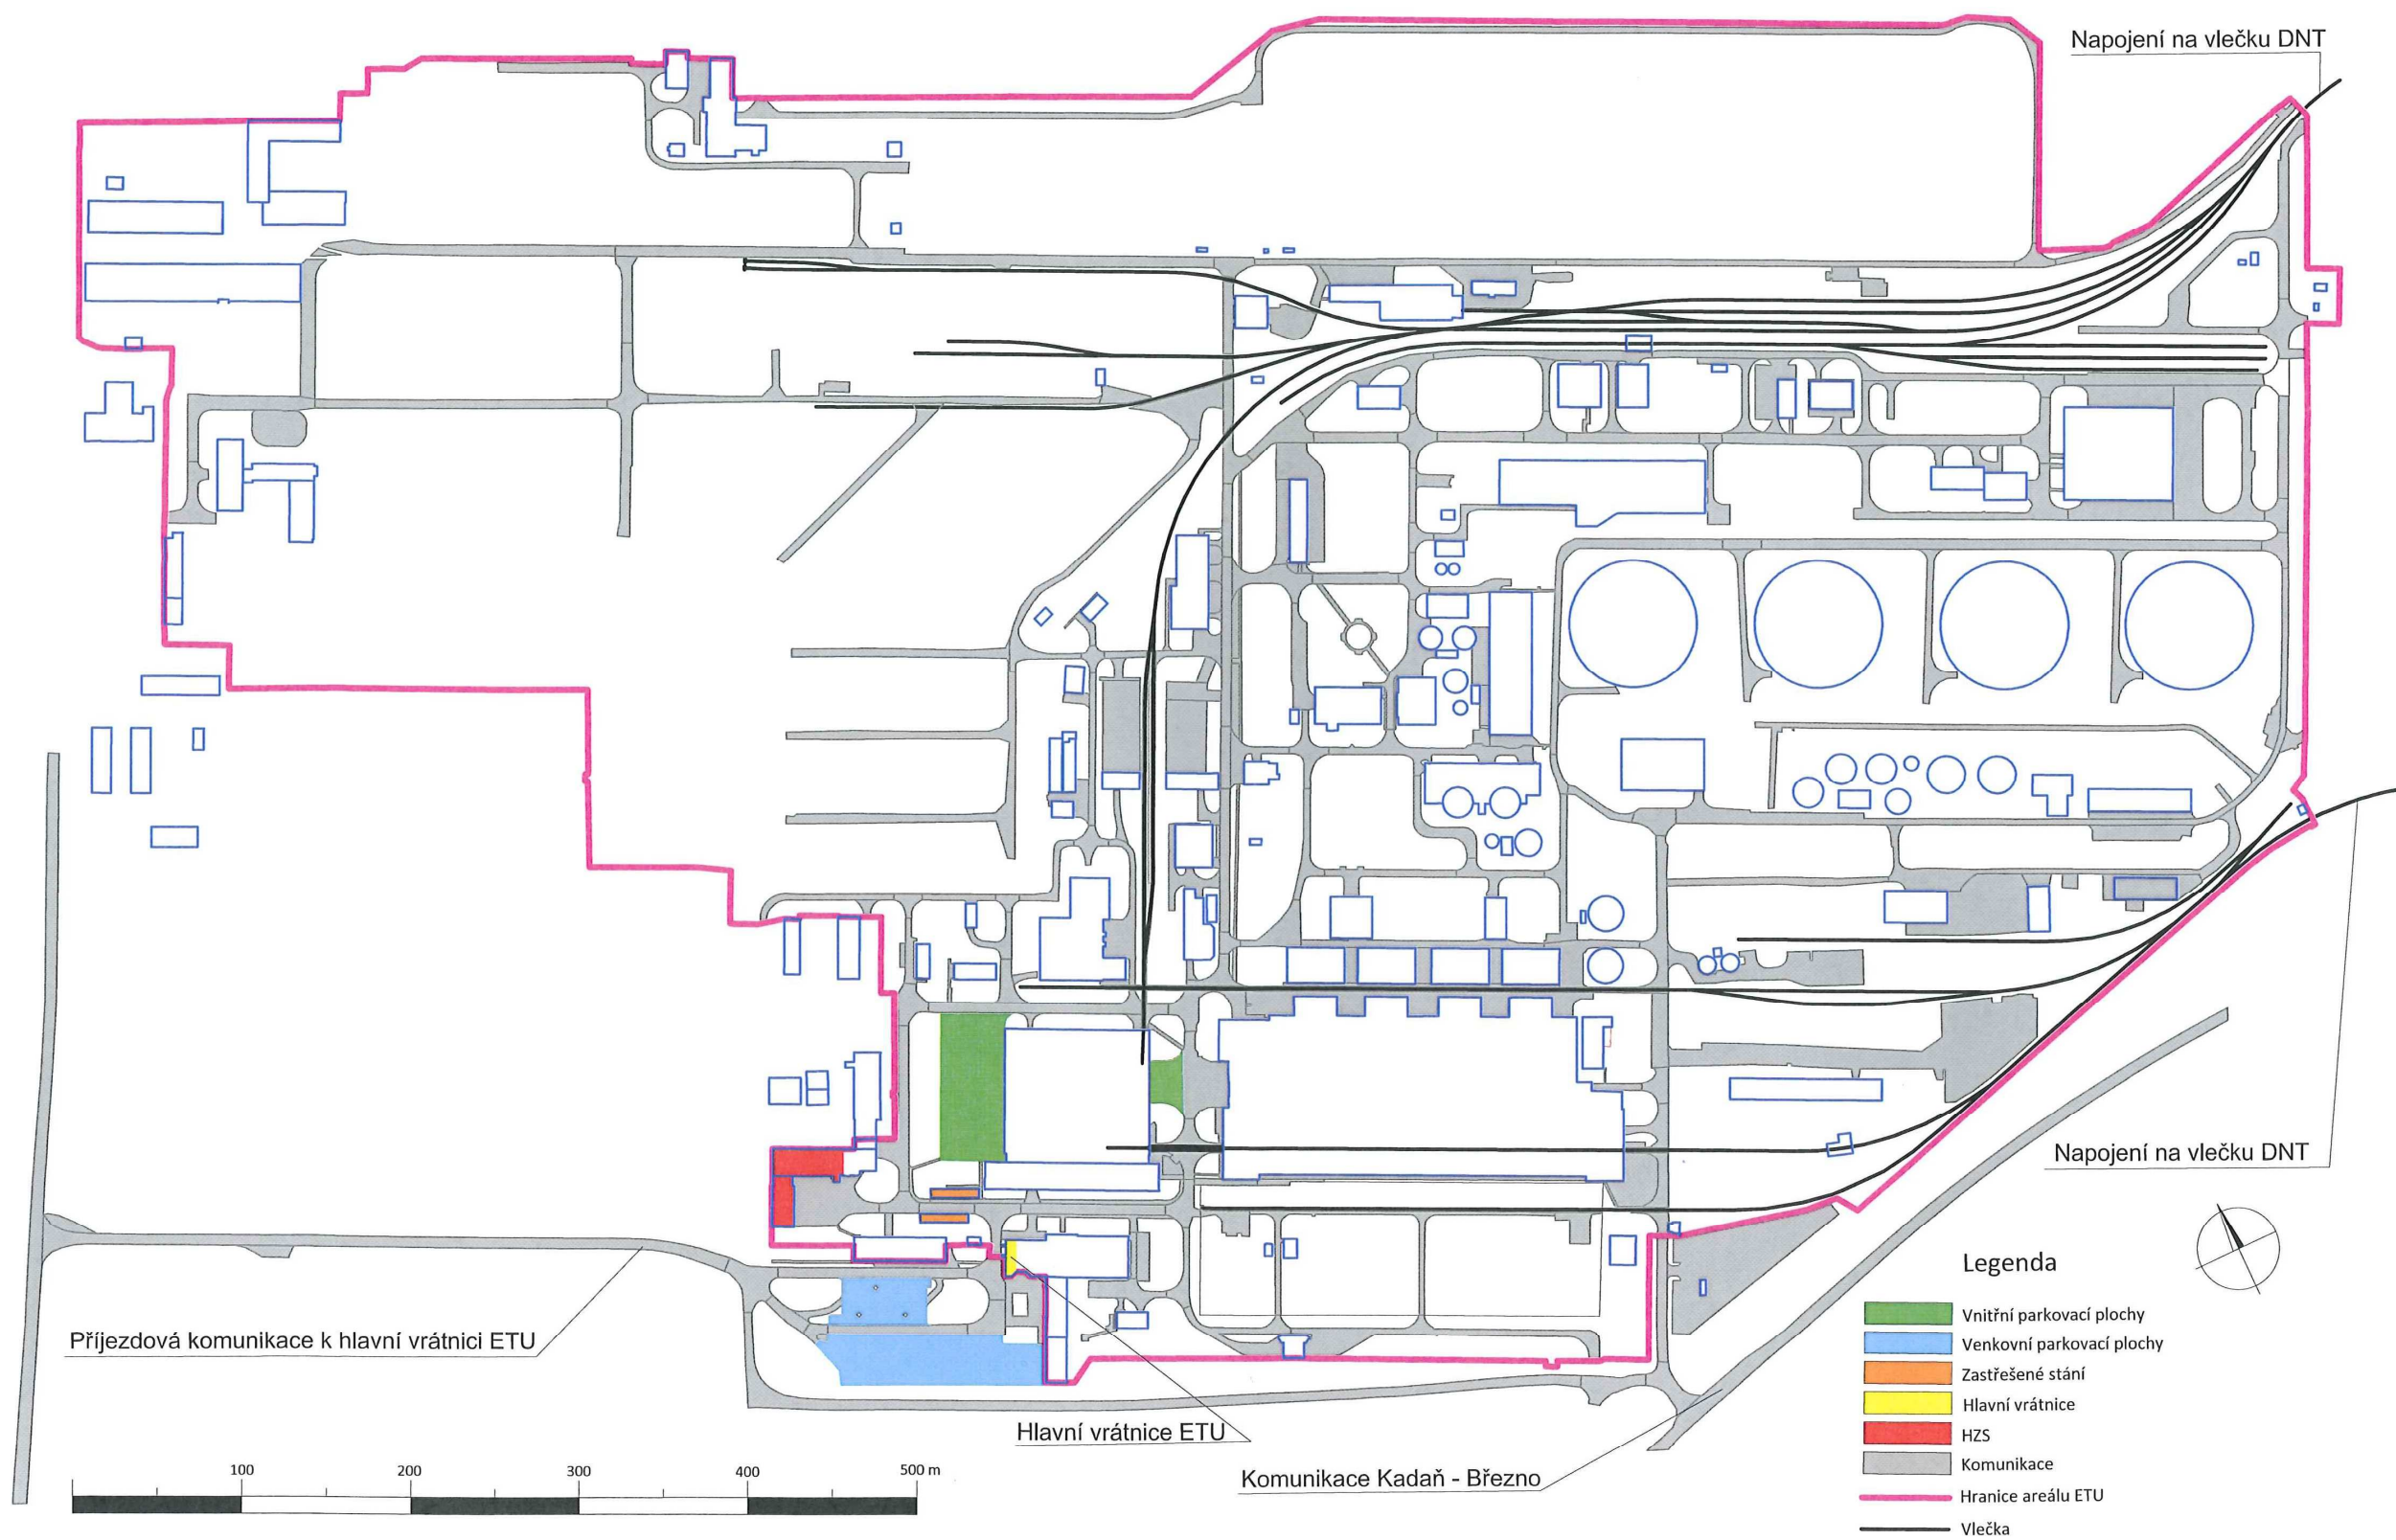 Napojení na vlečku DNT
Napojení na vlečku DNT
Příjezdová komunikace k hlavní vrátnici ETU
Hlavní vrátnice ETU
Komunikace Kadaň - Březno
100 200 300 400 500 m
Legenda
Vnitřní parkovací plochy
Venkovní parkovací plochy
Zastřešené stání
Hlavní vrátnice
HZS
Komunikace
Hranice areálu ETU
Vlečka